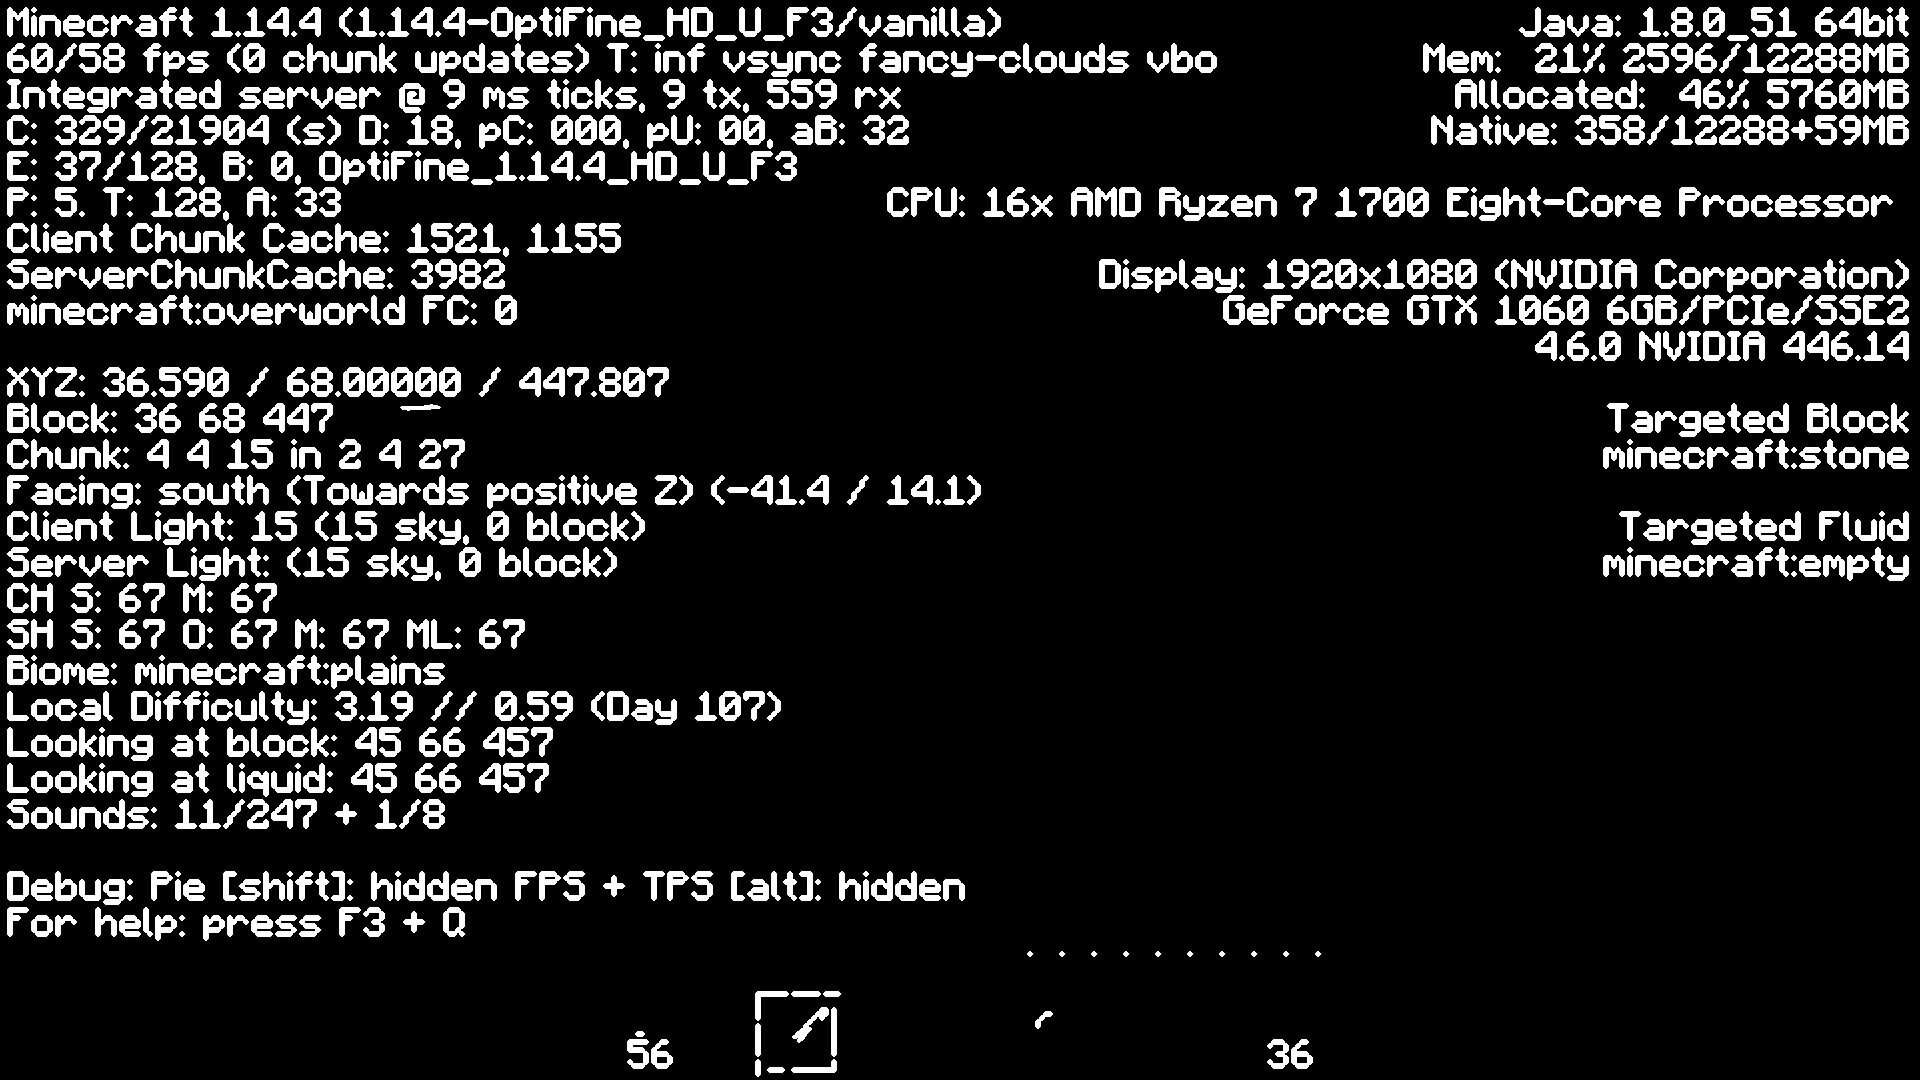 Minecraft 1.14.4 (1.14.4-OptiFine_HD_U_F3/vanilla)
60/58 fps (0 chunk updates) T: inf vsync fancy-clouds vbo
Integrated server @ 9 ms ticks, 9 tx, 559 rx
C: 329/21904 (s) D: 18, pC: 000, pU: 00, aB: 32
E: 37/128, B: 0, OptiFine_1.14.4_HD_U_F3
P: 5. T: 128, A: 33
Client Chunk Cache: 1521, 1155
ServerChunkCache: 3982
minecraft:overworld FC: 0
XYZ: 36.590 / 68.00000 / 447.807
Block: 36 68 447
Chunk: 4 4 15 in 2 4 27
Facing: south (Towards positive Z) (-41.4 / 14.1)
Client Light: 15 (15 sky, 0 block)
Server Light: (15 sky, 0 block)
CH S: 67 M: 67
SH S: 67 O: 67 M: 67 ML: 67
Biome: minecraft:plains
Local Difficulty: 3.19 // 0.59 (Day 107)
Looking at block: 45 66 457
Looking at liquid: 45 66 457
Sounds: 11/247 + 1/8
Debug: Pie [shift]: hidden FPS + TPS [alt]: hidden
For help: press F3 + Q
Java: 1.8.0_51 64bit
Mem: 21% 2596/12288MB
Allocated: 46% 5760MB
Native: 358/12288+59MB
CPU: 16x AMD Ryzen 7 1700 Eight-Core Processor
Display: 1920x1080 (NVIDIA Corporation)
GeForce GTX 1060 6GB/PCIe/SSE2
4.6.0 NVIDIA 446.14
Targeted Block
minecraft:stone
Targeted Fluid
minecraft:empty
56
36